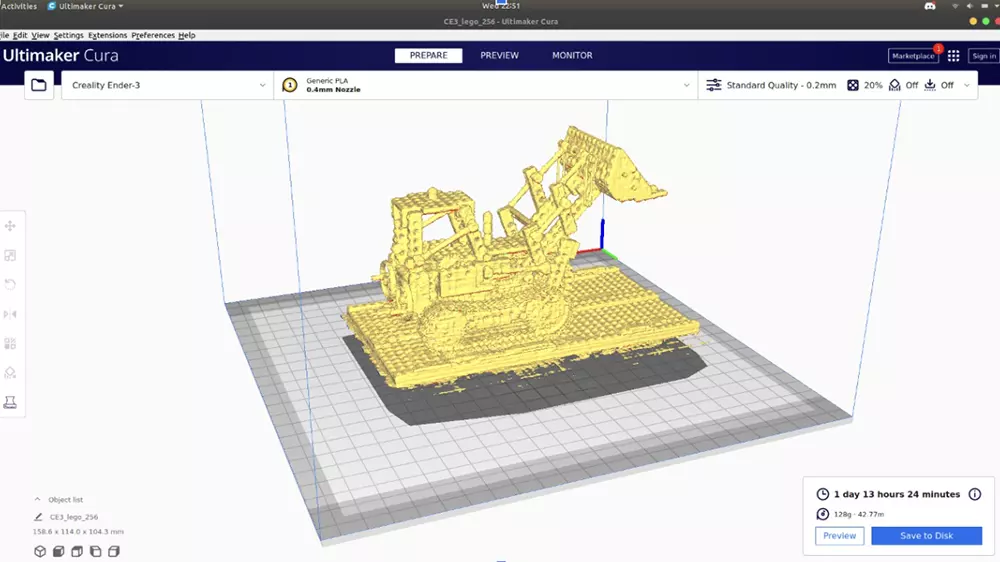 Activities Ultimaker Cura
Wed 22:51
CE3_lego_256 - Ultimaker Cura
File Edit View Settings Extensions Preferences Help
Ultimaker Cura PREPARE PREVIEW MONITOR Marketplace 1 Sign in
Creality Ender-3
1 Generic PLA
0.4mm Nozzle
Standard Quality - 0.2mm 20% Off Off
Object list
CE3_lego_256
158.6 x 114.0 x 104.3 mm
1 day 13 hours 24 minutes
128g · 42.77m
Preview Save to Disk